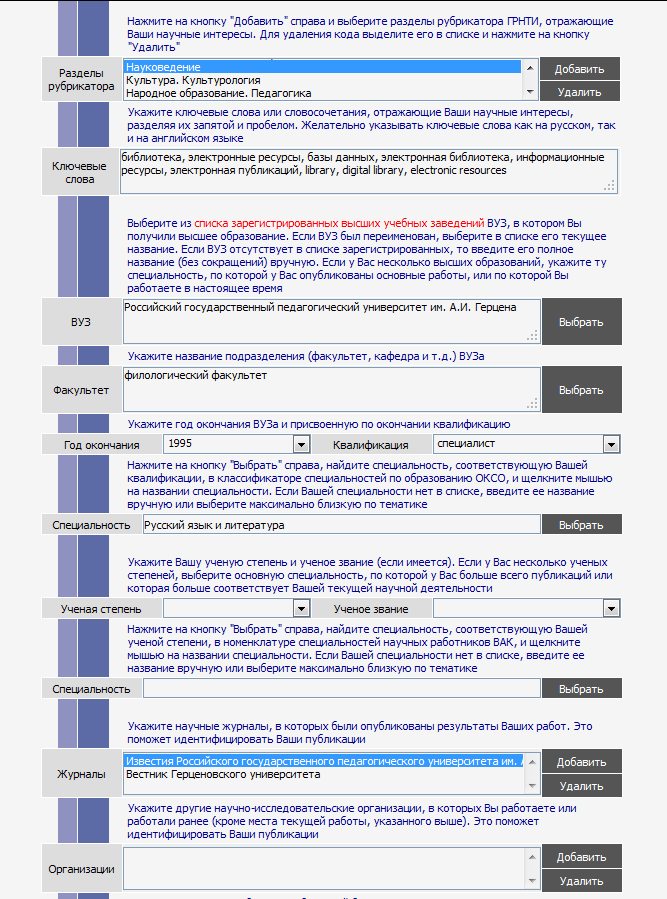 Нажмите на кнопку "Добавить" справа и выберите разделы рубрикатора ГРНТИ, отражающие
Ваши научные интересы. Для удаления кода выделите его в списке и нажмите на кнопку
"Удалить"
Разделы
рубрикатора
Науковедение
Культура. Культурология
Народное образование. Педагогика
Добавить
Удалить
Укажите ключевые слова или словосочетания, отражающие Ваши научные интересы,
разделяя их запятой и пробелом. Желательно указывать ключевые слова как на русском, так
и на английском языке
Ключевые
слова
библиотека, электронные ресурсы, базы данных, электронная библиотека, информационные
ресурсы, электронная публикаций, library, digital library, electronic resources
Выберите из списка зарегистрированных высших учебных заведений ВУЗ, в котором Вы
получили высшее образование. Если ВУЗ был переименован, выберите в списке его текущее
название. Если ВУЗ отсутствует в списке зарегистрированных, то введите его полное
название (без сокращений) вручную. Если у Вас несколько высших образований, укажите ту
специальность, по которой у Вас опубликованы основные работы, или по которой Вы
работаете в настоящее время
ВУЗ
Российский государственный педагогический университет им. А.И. Герцена
Выбрать
Укажите название подразделения (факультет, кафедра и т.д.) ВУЗа
Факультет
филологический факультет
Выбрать
Укажите год окончания ВУЗа и присвоенную по окончании квалификацию
Год окончания 1995 Квалификация специалист
Нажмите на кнопку "Выбрать" справа, найдите специальность, соответствующую Вашей
квалификации, в классификаторе специальностей по образованию ОКСО, и щелкните мышью
на названии специальности. Если Вашей специальности нет в списке, введите ее название
вручную или выберите максимально близкую по тематике
Специальность Русский язык и литература Выбрать
Укажите Вашу ученую степень и ученое звание (если имеется). Если у Вас несколько ученых
степеней, выберите основную специальность, по которой у Вас больше всего публикаций или
которая больше соответствует Вашей текущей научной деятельности
Ученая степень Ученое звание
Нажмите на кнопку "Выбрать" справа, найдите специальность, соответствующую Вашей
ученой степени, в номенклатуре специальностей научных работников ВАК, и щелкните
мышью на названии специальности. Если Вашей специальности нет в списке, введите ее
название вручную или выберите максимально близкую по тематике
Специальность Выбрать
Укажите научные журналы, в которых были опубликованы результаты Ваших работ. Это
поможет идентифицировать Ваши публикации
Журналы
Известия Российского государственного педагогического университета им.
Вестник Герценовского университета
Добавить
Удалить
Укажите другие научно-исследовательские организации, в которых Вы работаете или
работали ранее (кроме места текущей работы, указанного выше). Это поможет
идентифицировать Ваши публикации
Организации
Добавить
Удалить